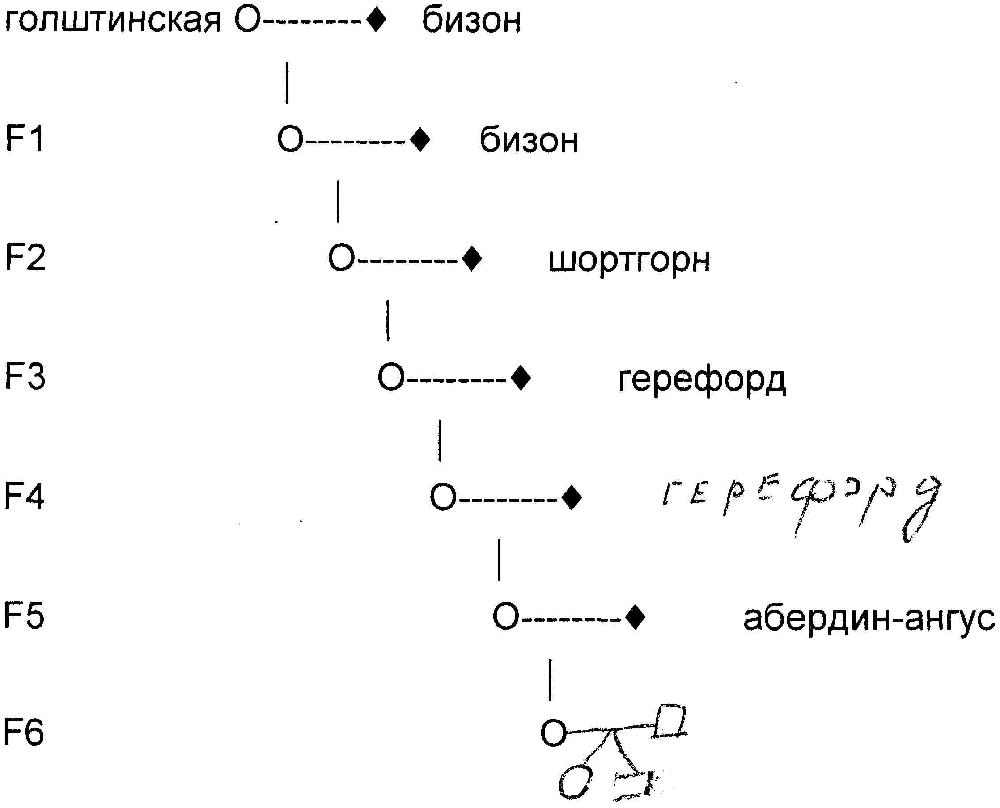 голштинская бизон
F1 бизон
F2 шортгорн
F3 герефорд
F4 герефорд
F5 абердин-ангус
F6